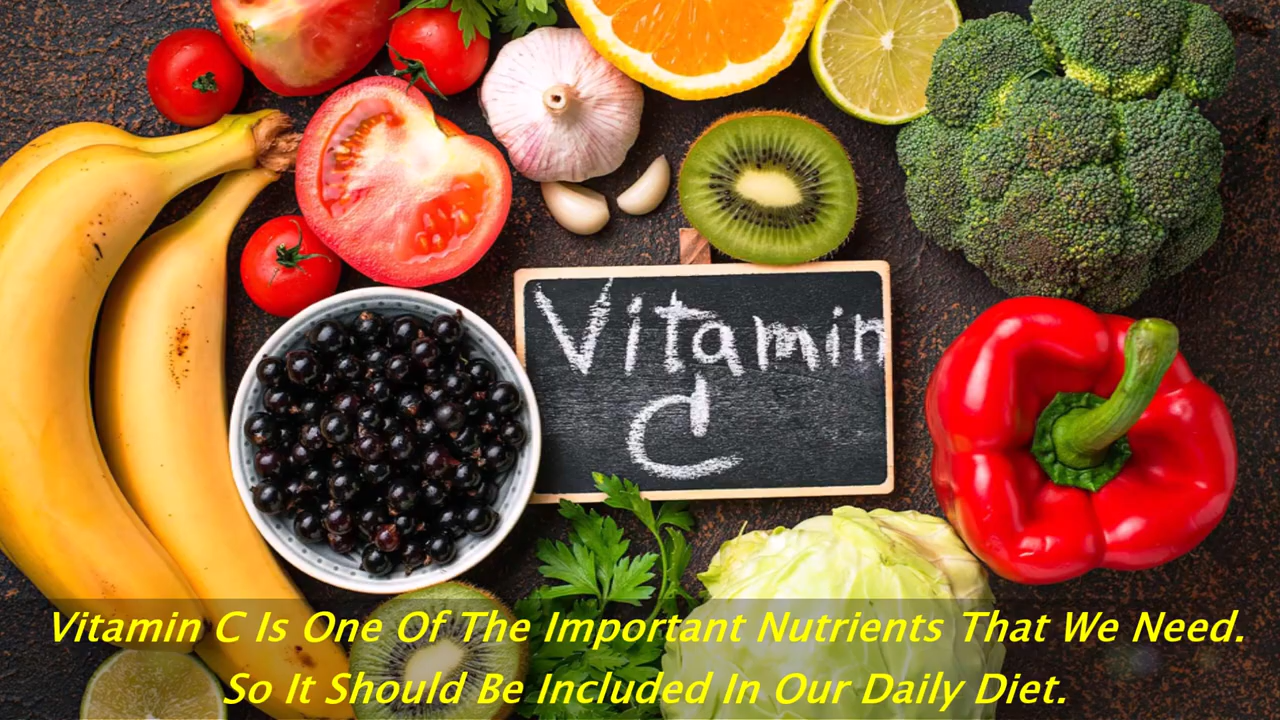 Vitamin
C
Vitamin C Is One Of The Important Nutrients That We Need.
So It Should Be Included In Our Daily Diet.